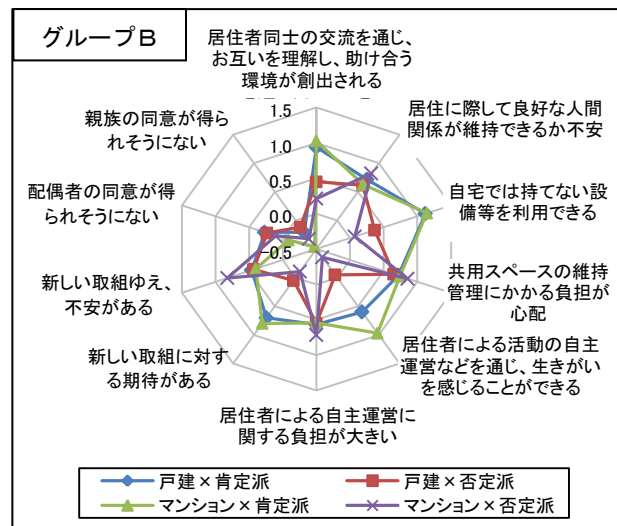 グループB
居住者同士の交流を通じ、
お互いを理解し、助け合う
環境が創出される
居住に際して良好な人間
関係が維持できるか不安
自宅では持てない設
備等を利用できる
共用スペースの維持
管理にかかる負担が
心配
居住者による活動の自主
運営などを通じ、生きがい
を感じることができる
居住者による自主運営に
関する負担が大きい
新しい取組に対す
る期待がある
新しい取組ゆえ、
不安がある
配偶者の同意が得
られそうにない
親族の同意が得ら
れそうにない
1.5
1.0
0.5
0.0
-0.5
戸建×肯定派
戸建×否定派
マンション×肯定派
マンション×否定派